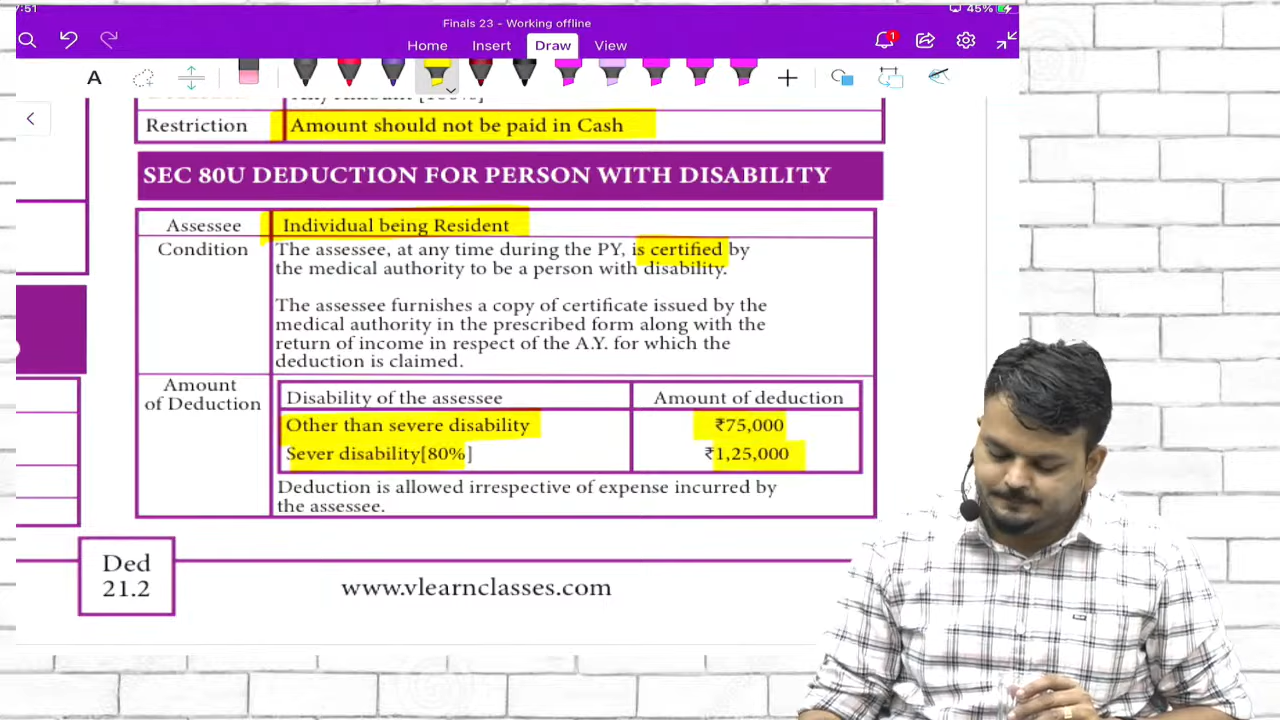 :51
45%
Finals 23 - Working offline
1
Home Insert Draw View
A
Any Amount [100%]
Restriction Amount should not be paid in Cash
SEC 80U DEDUCTION FOR PERSON WITH DISABILITY
Assessee Individual being Resident
Condition The assessee, at any time during the PY, is certified by
the medical authority to be a person with disability.
The assessee furnishes a copy of certificate issued by the
medical authority in the prescribed form along with the
return of income in respect of the A.Y. for which the
deduction is claimed.
Amount
of Deduction
Disability of the assessee Amount of deduction
Other than severe disability ₹75,000
Sever disability[80%] ₹1,25,000
Deduction is allowed irrespective of expense incurred by
the assessee.
Ded
21.2
www.vlearnclasses.com